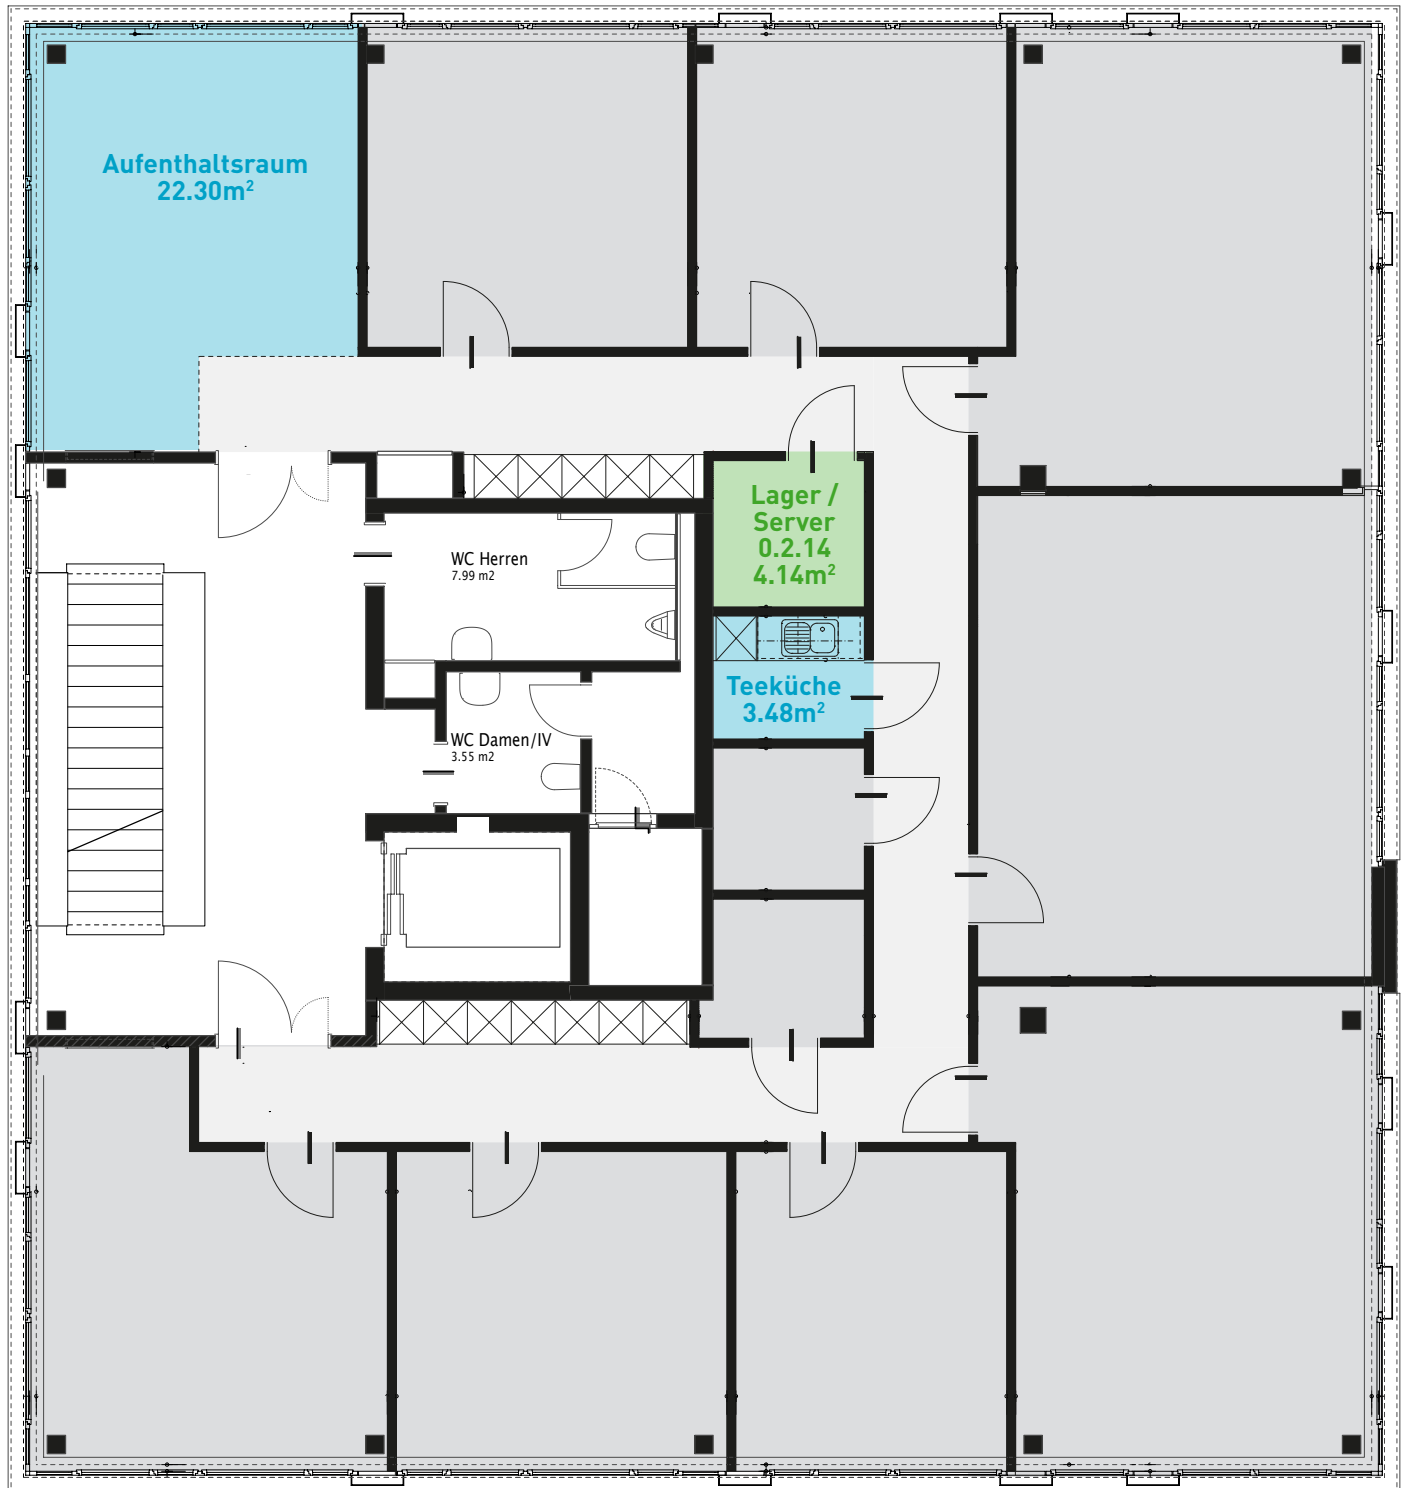 Aufenthaltsraum
22.30m²
Lager /
Server
0.2.14
4.14m²
WC Herren
7.99 m2
Teeküche
3.48m²
WC Damen/IV
3.55 m2